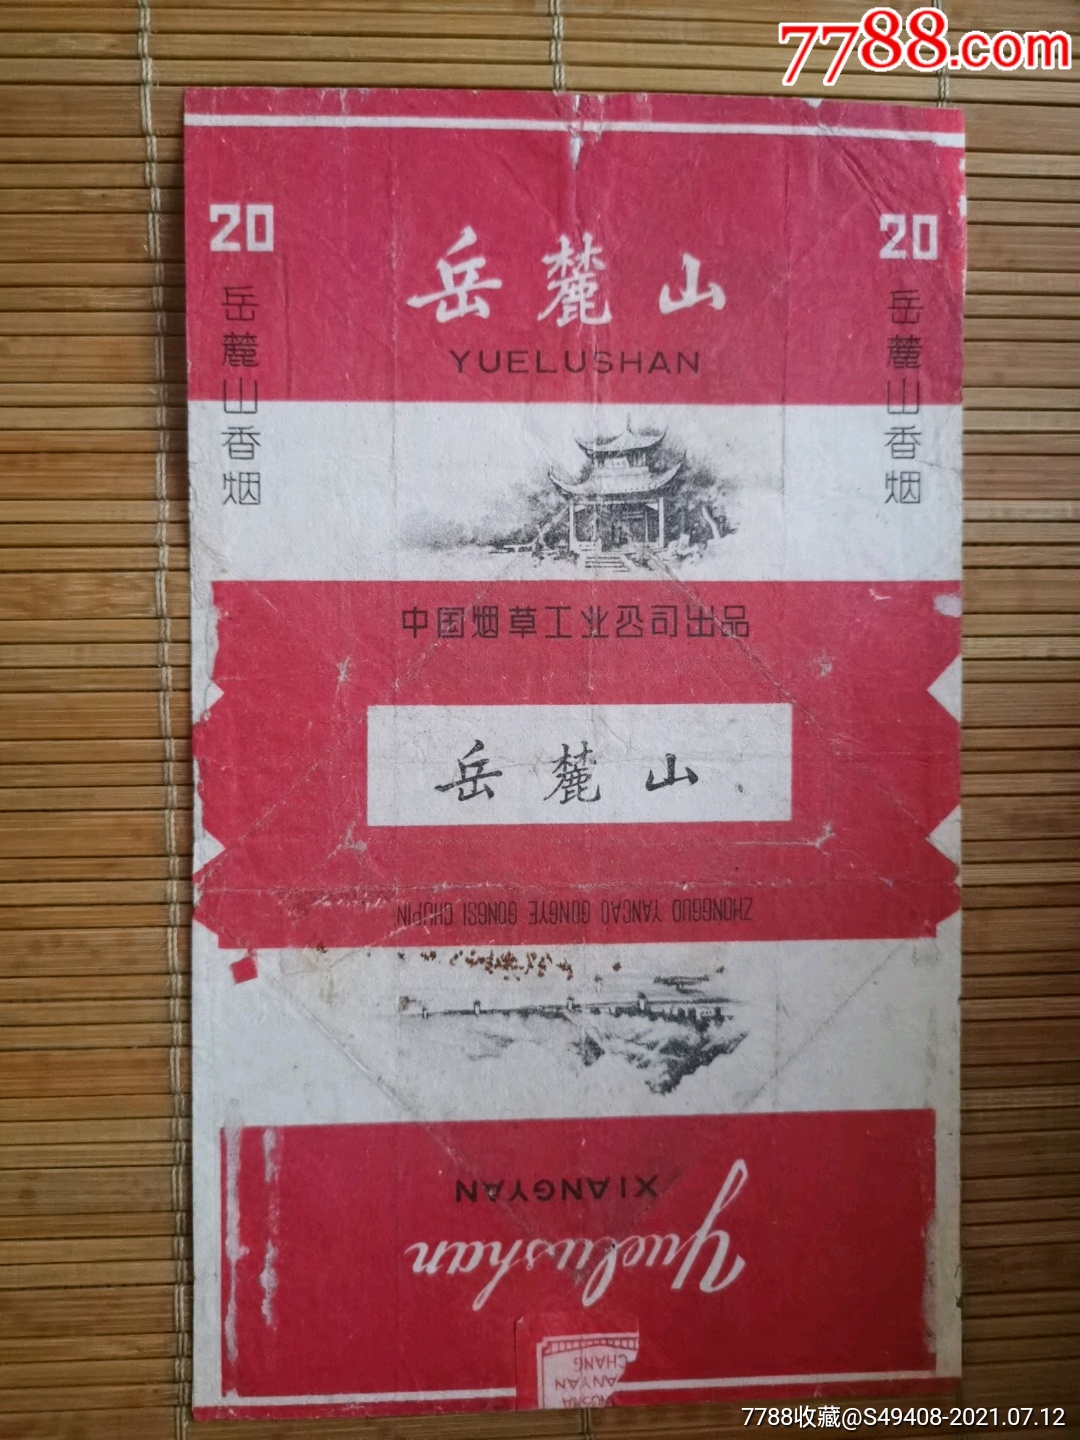 7788.com
20
20
岳麓山
YUELUSHAN
岳麓山香烟
岳麓山香烟
中国烟草工业公司出品
岳麓山
ZHONGGUO YANCAO GONGYE GONGSI CHUPIN
XIANGYAN
Yuelushan
CHANG
ANYAN
7788收藏@S49408-2021.07.12